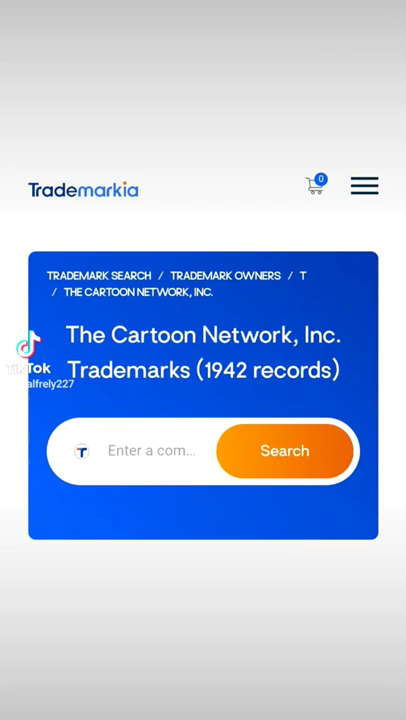 Trademarkia
0
TRADEMARK SEARCH / TRADEMARK OWNERS / T
/ THE CARTOON NETWORK, INC.
The Cartoon Network, Inc.
Trademarks (1942 records)
TikTok
alfrely227
T
Enter a com...
Search